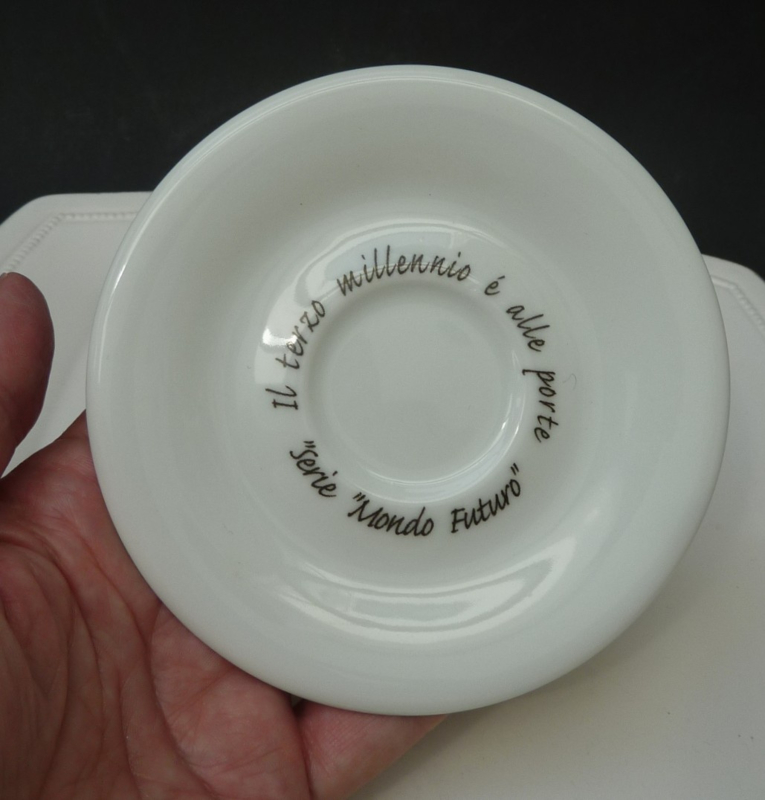 Il terzo millennio é alle porte
"Serie "Mondo Futuro"